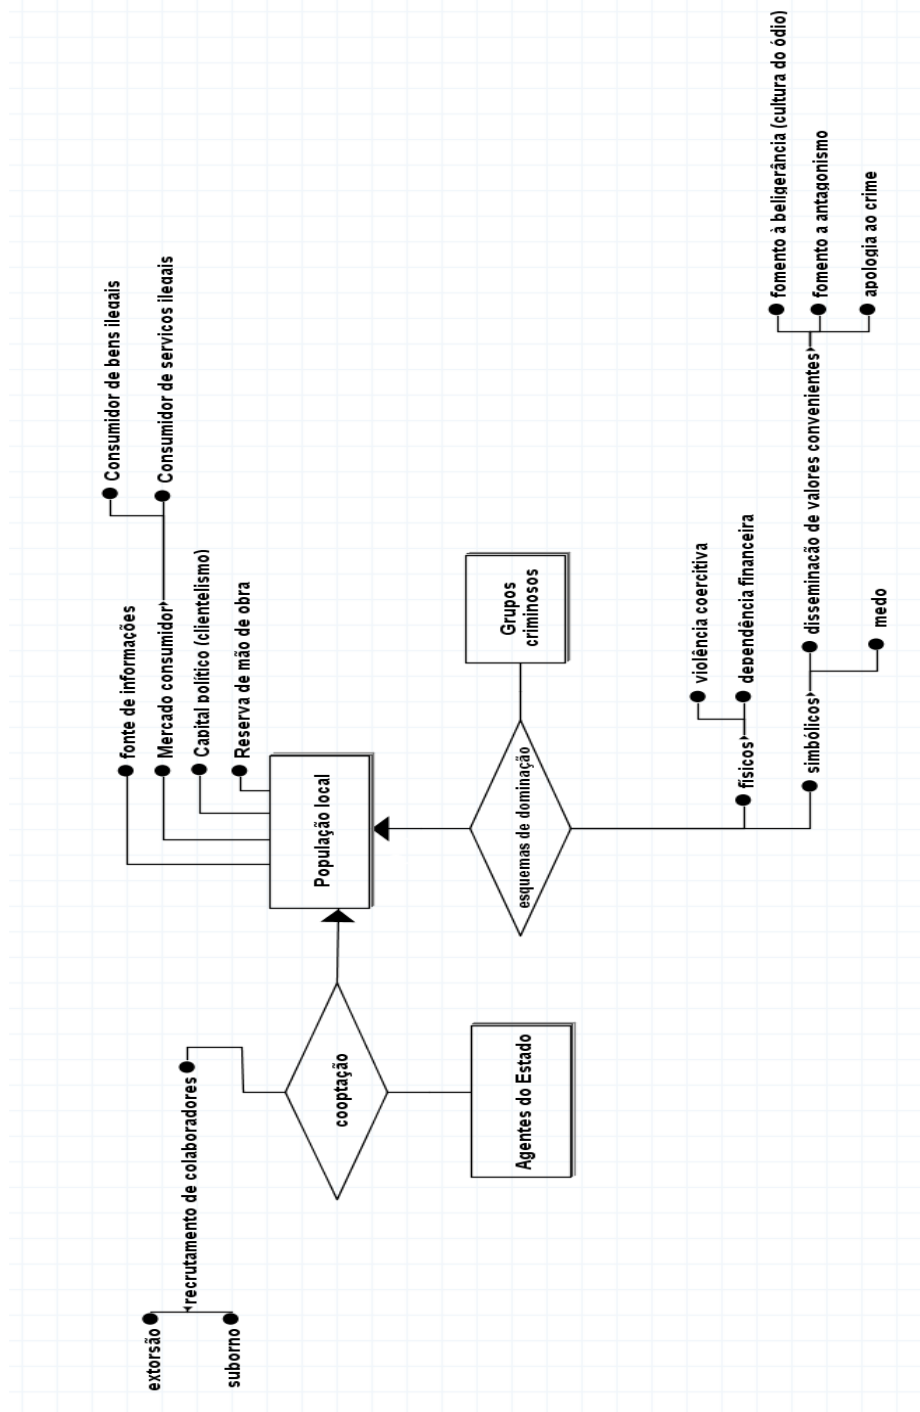 Consumidor de bens ilegais
fonte de informações
extorsão
Mercado consumidor
Consumidor de serviços ilegais
recrutamento de colaboradores
Capital político (clientelismo)
suborno
Reserva de mão de obra
População local
cooptação
Grupos
criminosos
Agentes do Estado
esquemas de dominação
violência coercitiva
físicos
dependência financeira
fomento à beligerância (cultura do ódio)
simbólicos
disseminação de valores convenientes
fomento a antagonismo
medo
apologia ao crime